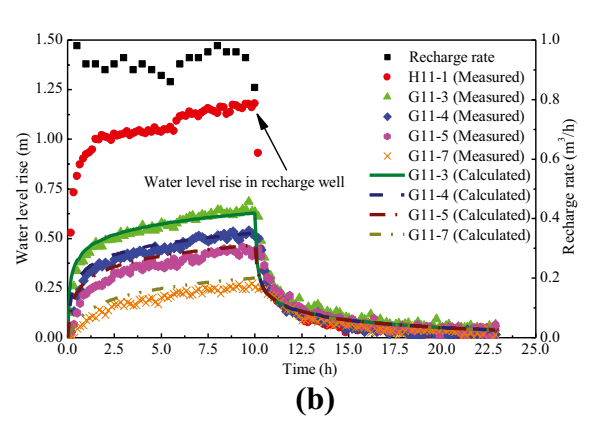 1.50
1.25
1.00
0.75
0.50
0.25
0.00
Water level rise (m)
1.0
0.8
0.6
0.4
0.2
0.0
Recharge rate (m³/h)
Recharge rate
H11-1 (Measured)
G11-3 (Measured)
G11-4 (Measured)
G11-5 (Measured)
G11-7 (Measured)
G11-3 (Calculated)
G11-4 (Calculated)
G11-5 (Calculated)
G11-7 (Calculated)
Water level rise in recharge well
0.0 2.5 5.0 7.5 10.0 12.5 15.0 17.5 20.0 22.5 25.0
Time (h)
(b)